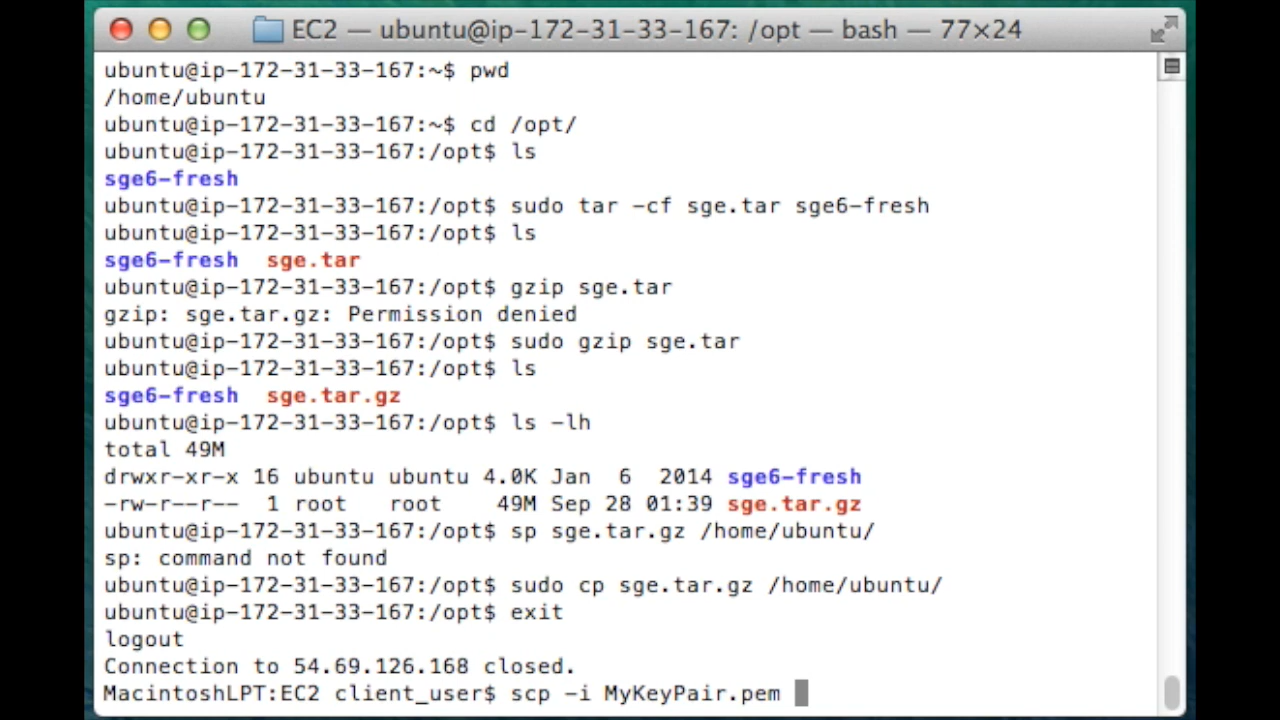 EC2 — ubuntu@ip-172-31-33-167: /opt — bash — 77×24
ubuntu@ip-172-31-33-167:~$ pwd
/home/ubuntu
ubuntu@ip-172-31-33-167:~$ cd /opt/
ubuntu@ip-172-31-33-167:/opt$ ls
sge6-fresh
ubuntu@ip-172-31-33-167:/opt$ sudo tar -cf sge.tar sge6-fresh
ubuntu@ip-172-31-33-167:/opt$ ls
sge6-fresh  sge.tar
ubuntu@ip-172-31-33-167:/opt$ gzip sge.tar
gzip: sge.tar.gz: Permission denied
ubuntu@ip-172-31-33-167:/opt$ sudo gzip sge.tar
ubuntu@ip-172-31-33-167:/opt$ ls
sge6-fresh  sge.tar.gz
ubuntu@ip-172-31-33-167:/opt$ ls -lh
total 49M
drwxr-xr-x 16 ubuntu ubuntu 4.0K Jan  6  2014 sge6-fresh
-rw-r--r--  1 root   root    49M Sep 28 01:39 sge.tar.gz
ubuntu@ip-172-31-33-167:/opt$ sp sge.tar.gz /home/ubuntu/
sp: command not found
ubuntu@ip-172-31-33-167:/opt$ sudo cp sge.tar.gz /home/ubuntu/
ubuntu@ip-172-31-33-167:/opt$ exit
logout
Connection to 54.69.126.168 closed.
MacintoshLPT:EC2 client_user$ scp -i MyKeyPair.pem